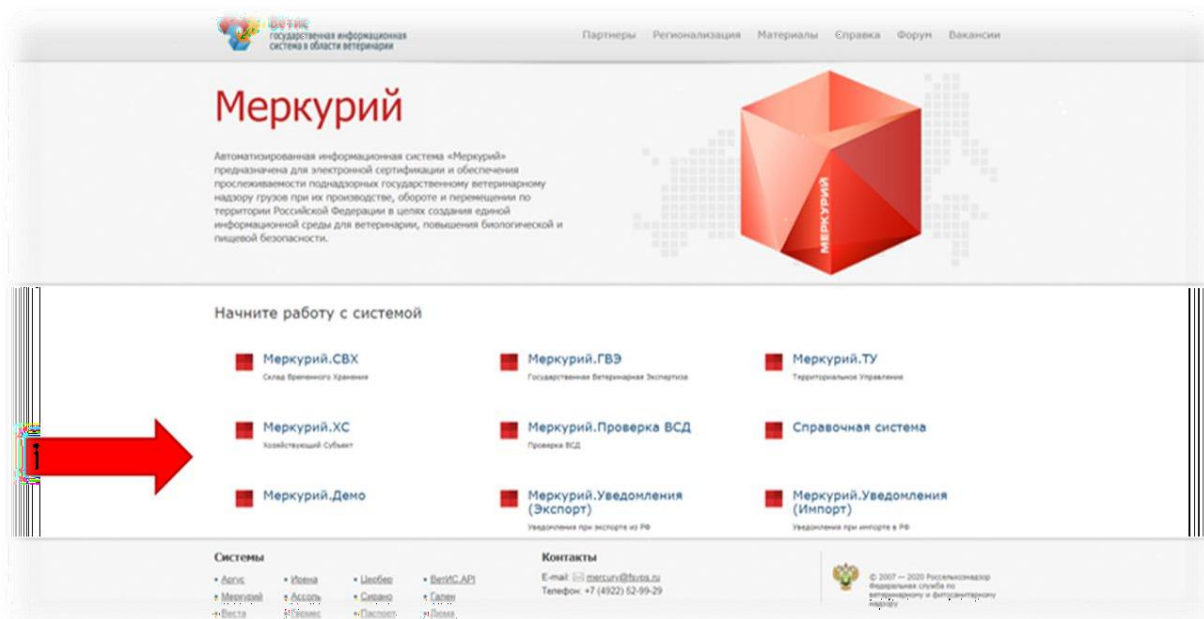 Ветис
государственная информационная
система в области ветеринарии
Партнеры Регионализация Материалы Справка Форум Вакансии
Меркурий
Автоматизированная информационная система «Меркурий»
предназначена для электронной сертификации и обеспечения
прослеживаемости поднадзорных государственному ветеринарному
надзору грузов при их производстве, обороте и перемещении по
территории Российской Федерации в целях создания единой
информационной среды для ветеринарии, повышения биологической и
пищевой безопасности.
МЕРКУРИЙ
Начните работу с системой
Меркурий.СВХ
Склад Временного Хранения
Меркурий.ГВЭ
Государственная Ветеринарная Экспертиза
Меркурий.ТУ
Территориальное Управление
Меркурий.ХС
Хозяйствующий Субъект
Меркурий.Проверка ВСД
Проверка ВСД
Справочная система
Меркурий.Демо
Меркурий.Уведомления
(Экспорт)
Уведомления при экспорте из РФ
Меркурий.Уведомления
(Импорт)
Уведомления при импорте в РФ
Системы
Аргус Ирена Цербер ВетИС.API
Меркурий Ассоль Сирано Гален
Веста Гермес Паспорт Дома
Контакты
E-mail: mercury@fsvps.ru
Телефон: +7 (4922) 52-99-29
© 2007 — 2020 Россельхознадзор
Федеральная служба по
ветеринарному и фитосанитарному
надзору